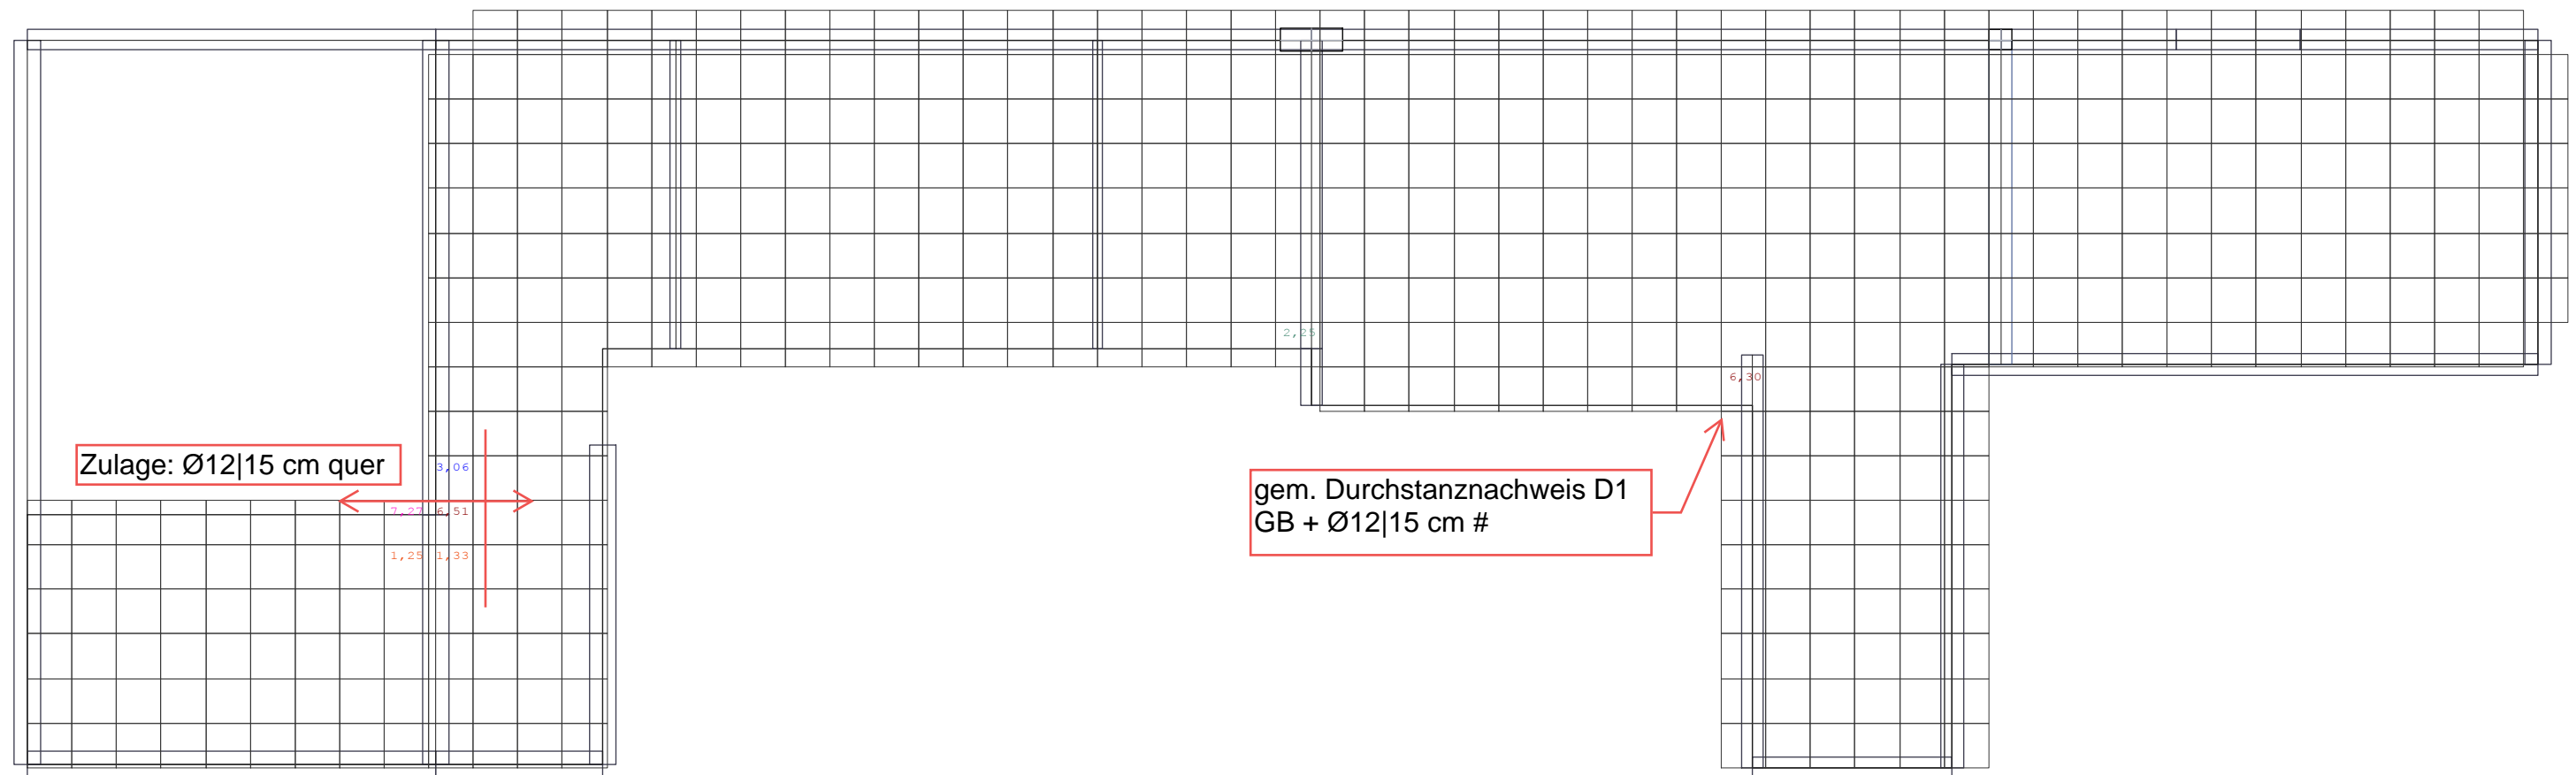 2,25
6,30
Zulage: Ø12|15 cm quer
3,06
7,27 6,51
1,25 1,33
gem. Durchstanznachweis D1
GB + Ø12|15 cm #